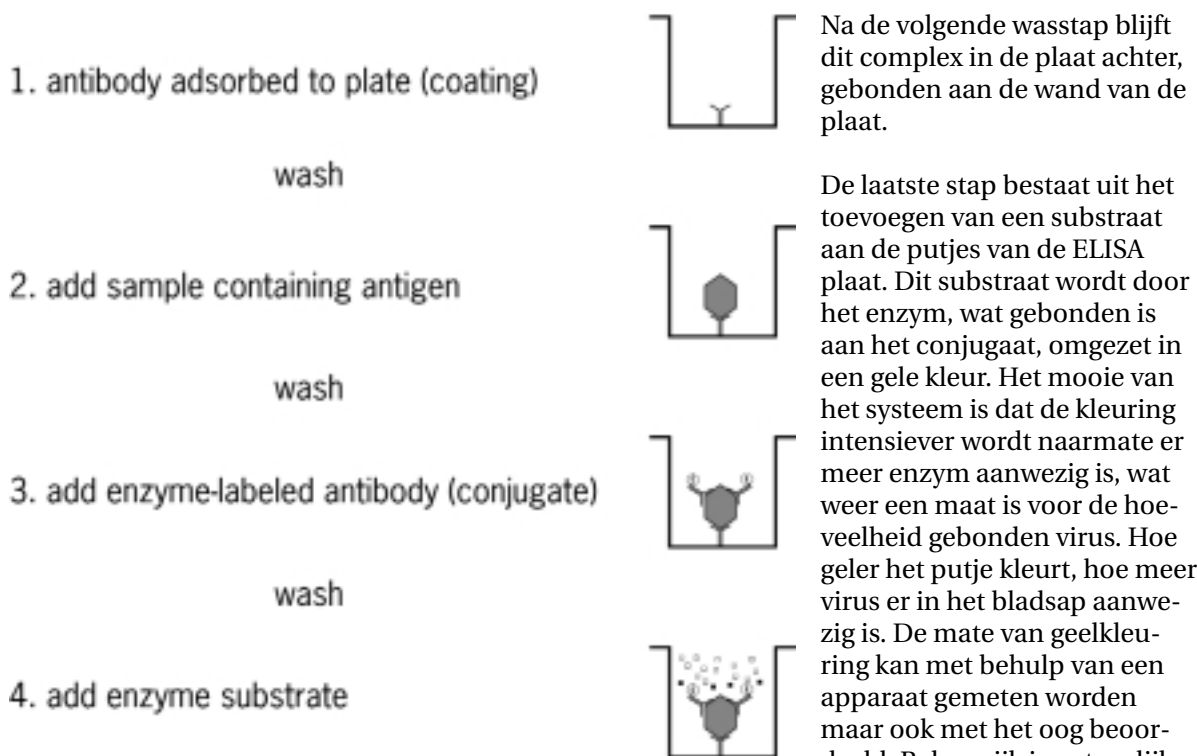 1. antibody adsorbed to plate (coating)
wash
2. add sample containing antigen
wash
3. add enzyme-labeled antibody (conjugate)
wash
4. add enzyme substrate
Na de volgende wasstap blijft
dit complex in de plaat achter,
gebonden aan de wand van de
plaat.
De laatste stap bestaat uit het
toevoegen van een substraat
aan de putjes van de ELISA
plaat. Dit substraat wordt door
het enzym, wat gebonden is
aan het conjugaat, omgezet in
een gele kleur. Het mooie van
het systeem is dat de kleuring
intensiever wordt naarmate er
meer enzym aanwezig is, wat
weer een maat is voor de hoe-
veelheid gebonden virus. Hoe
geler het putje kleurt, hoe meer
virus er in het bladsap aanwe-
zig is. De mate van geelkleu-
ring kan met behulp van een
apparaat gemeten worden
maar ook met het oog beoor-